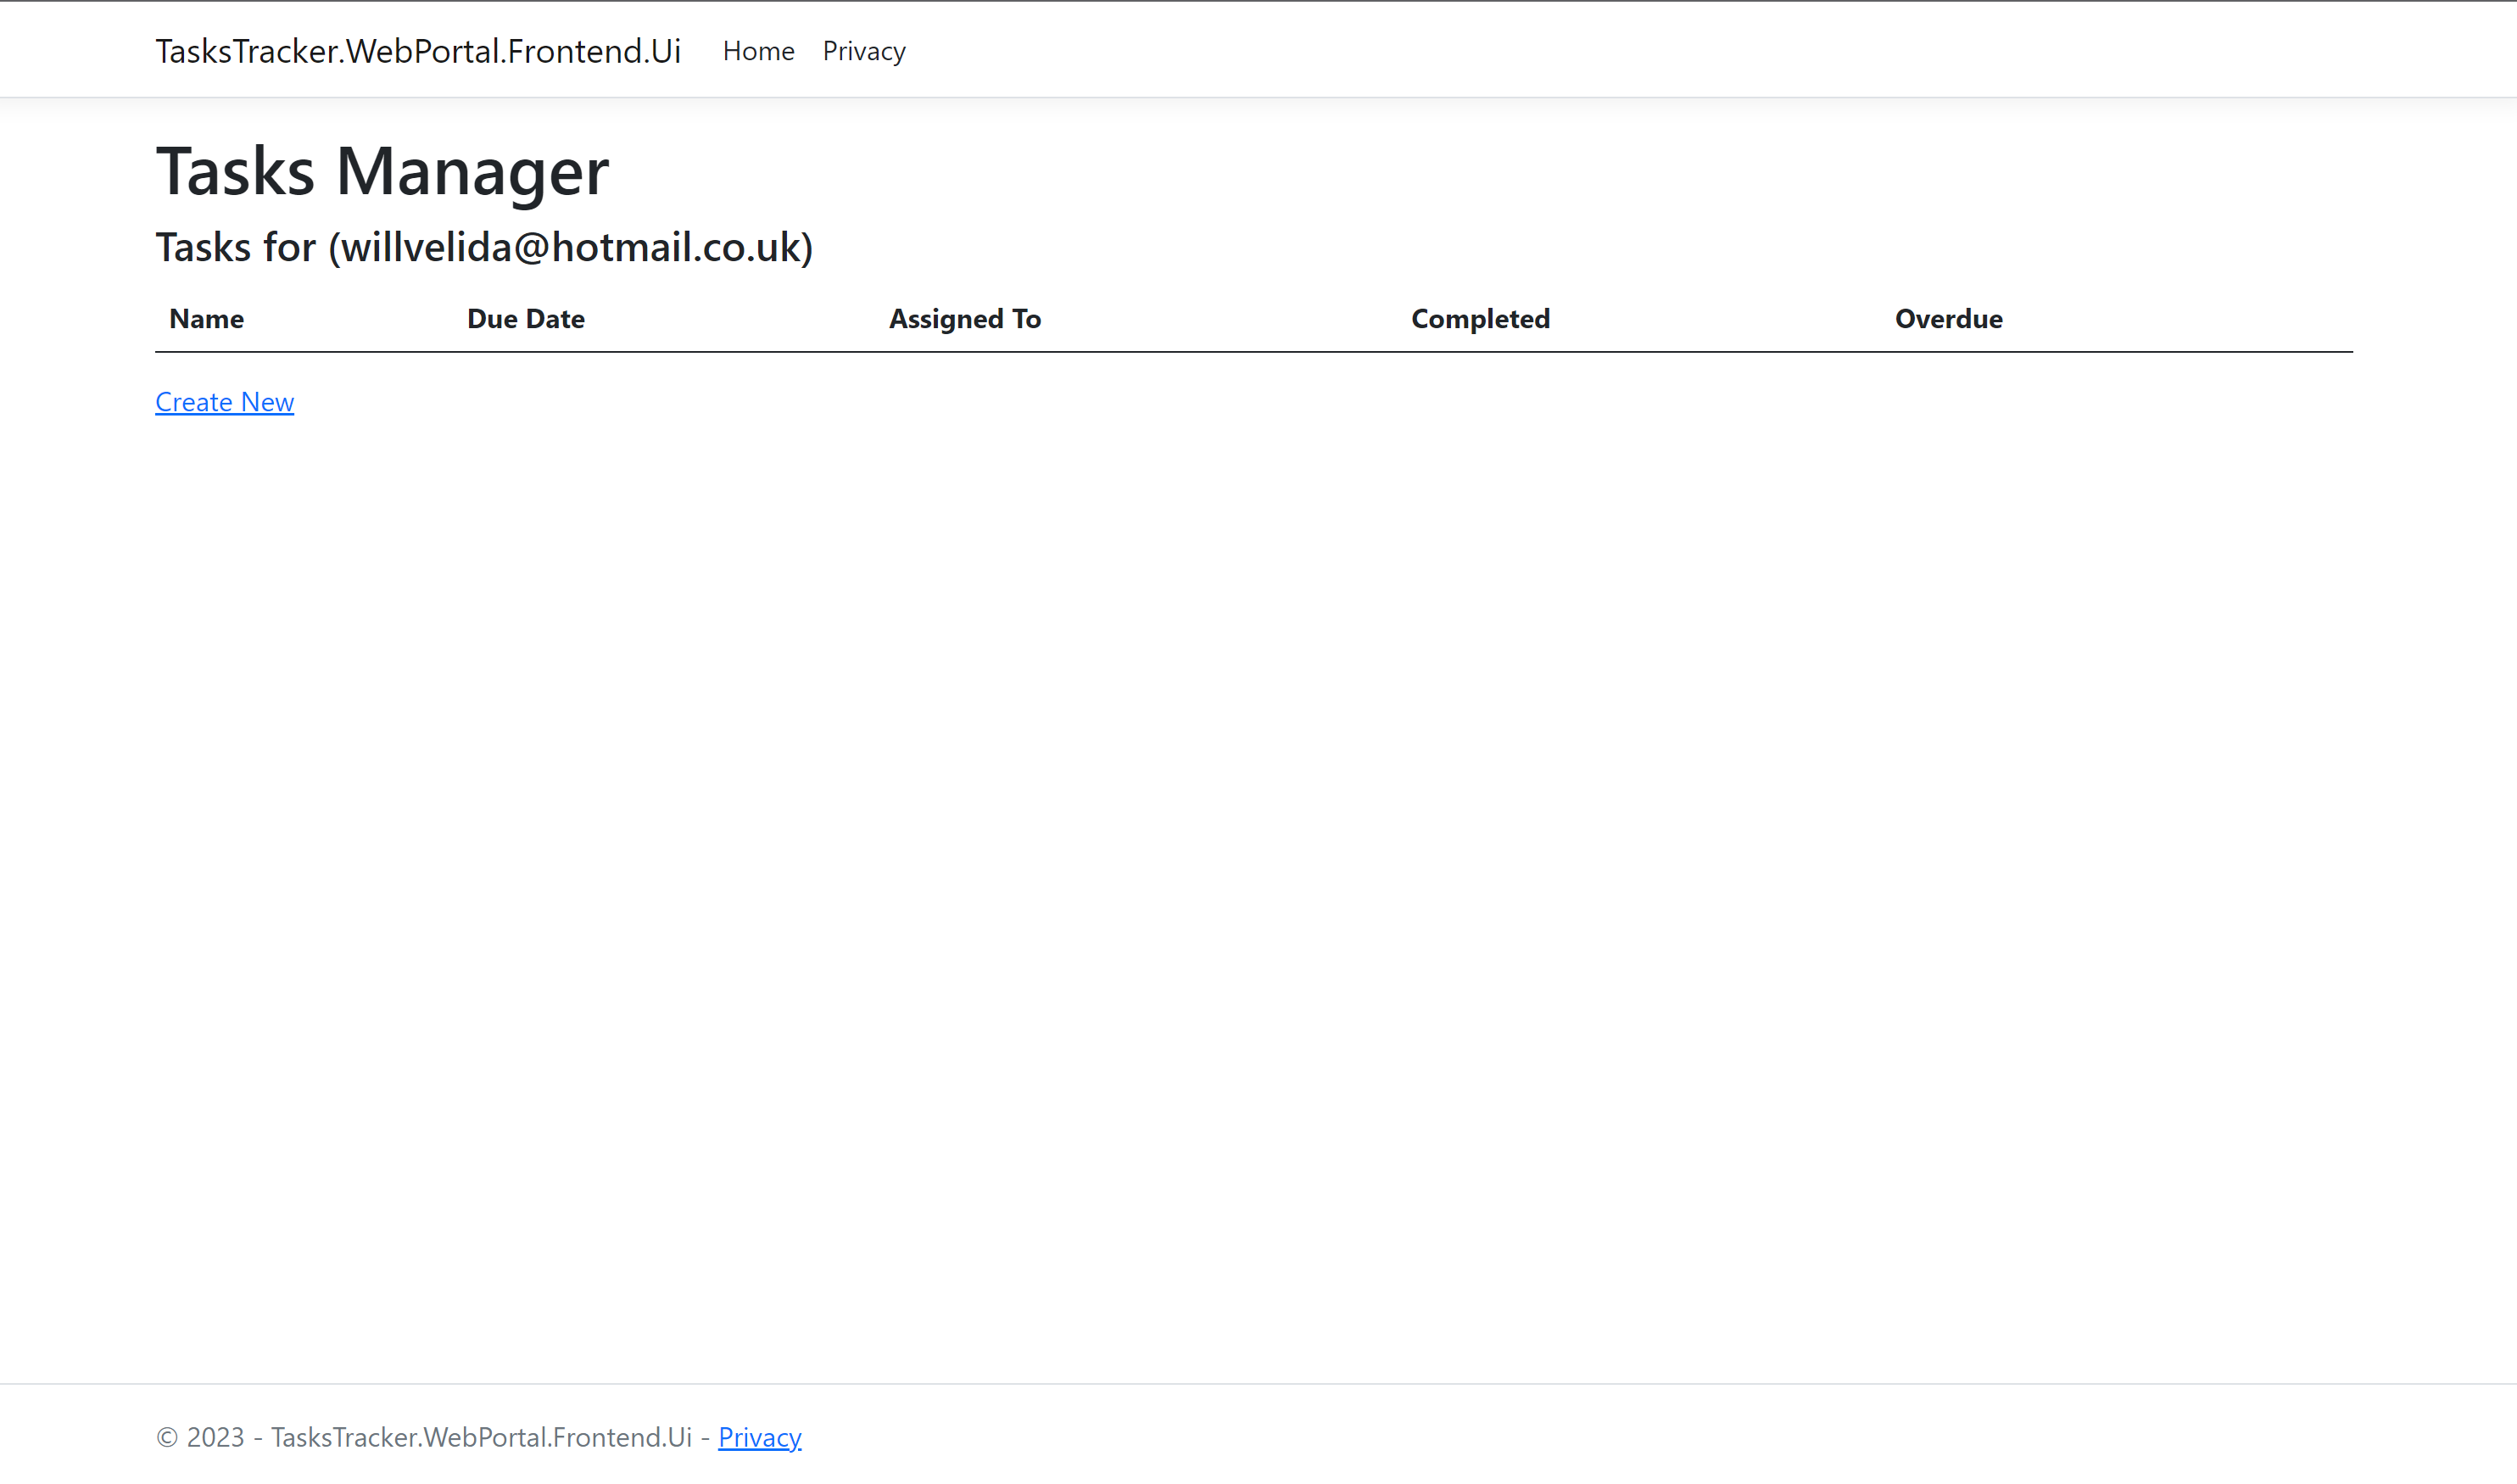 TasksTracker.WebPortal.Frontend.Ui Home Privacy
Tasks Manager
Tasks for (willvelida@hotmail.co.uk)
Name Due Date Assigned To Completed Overdue
Create New
© 2023 - TasksTracker.WebPortal.Frontend.Ui - Privacy